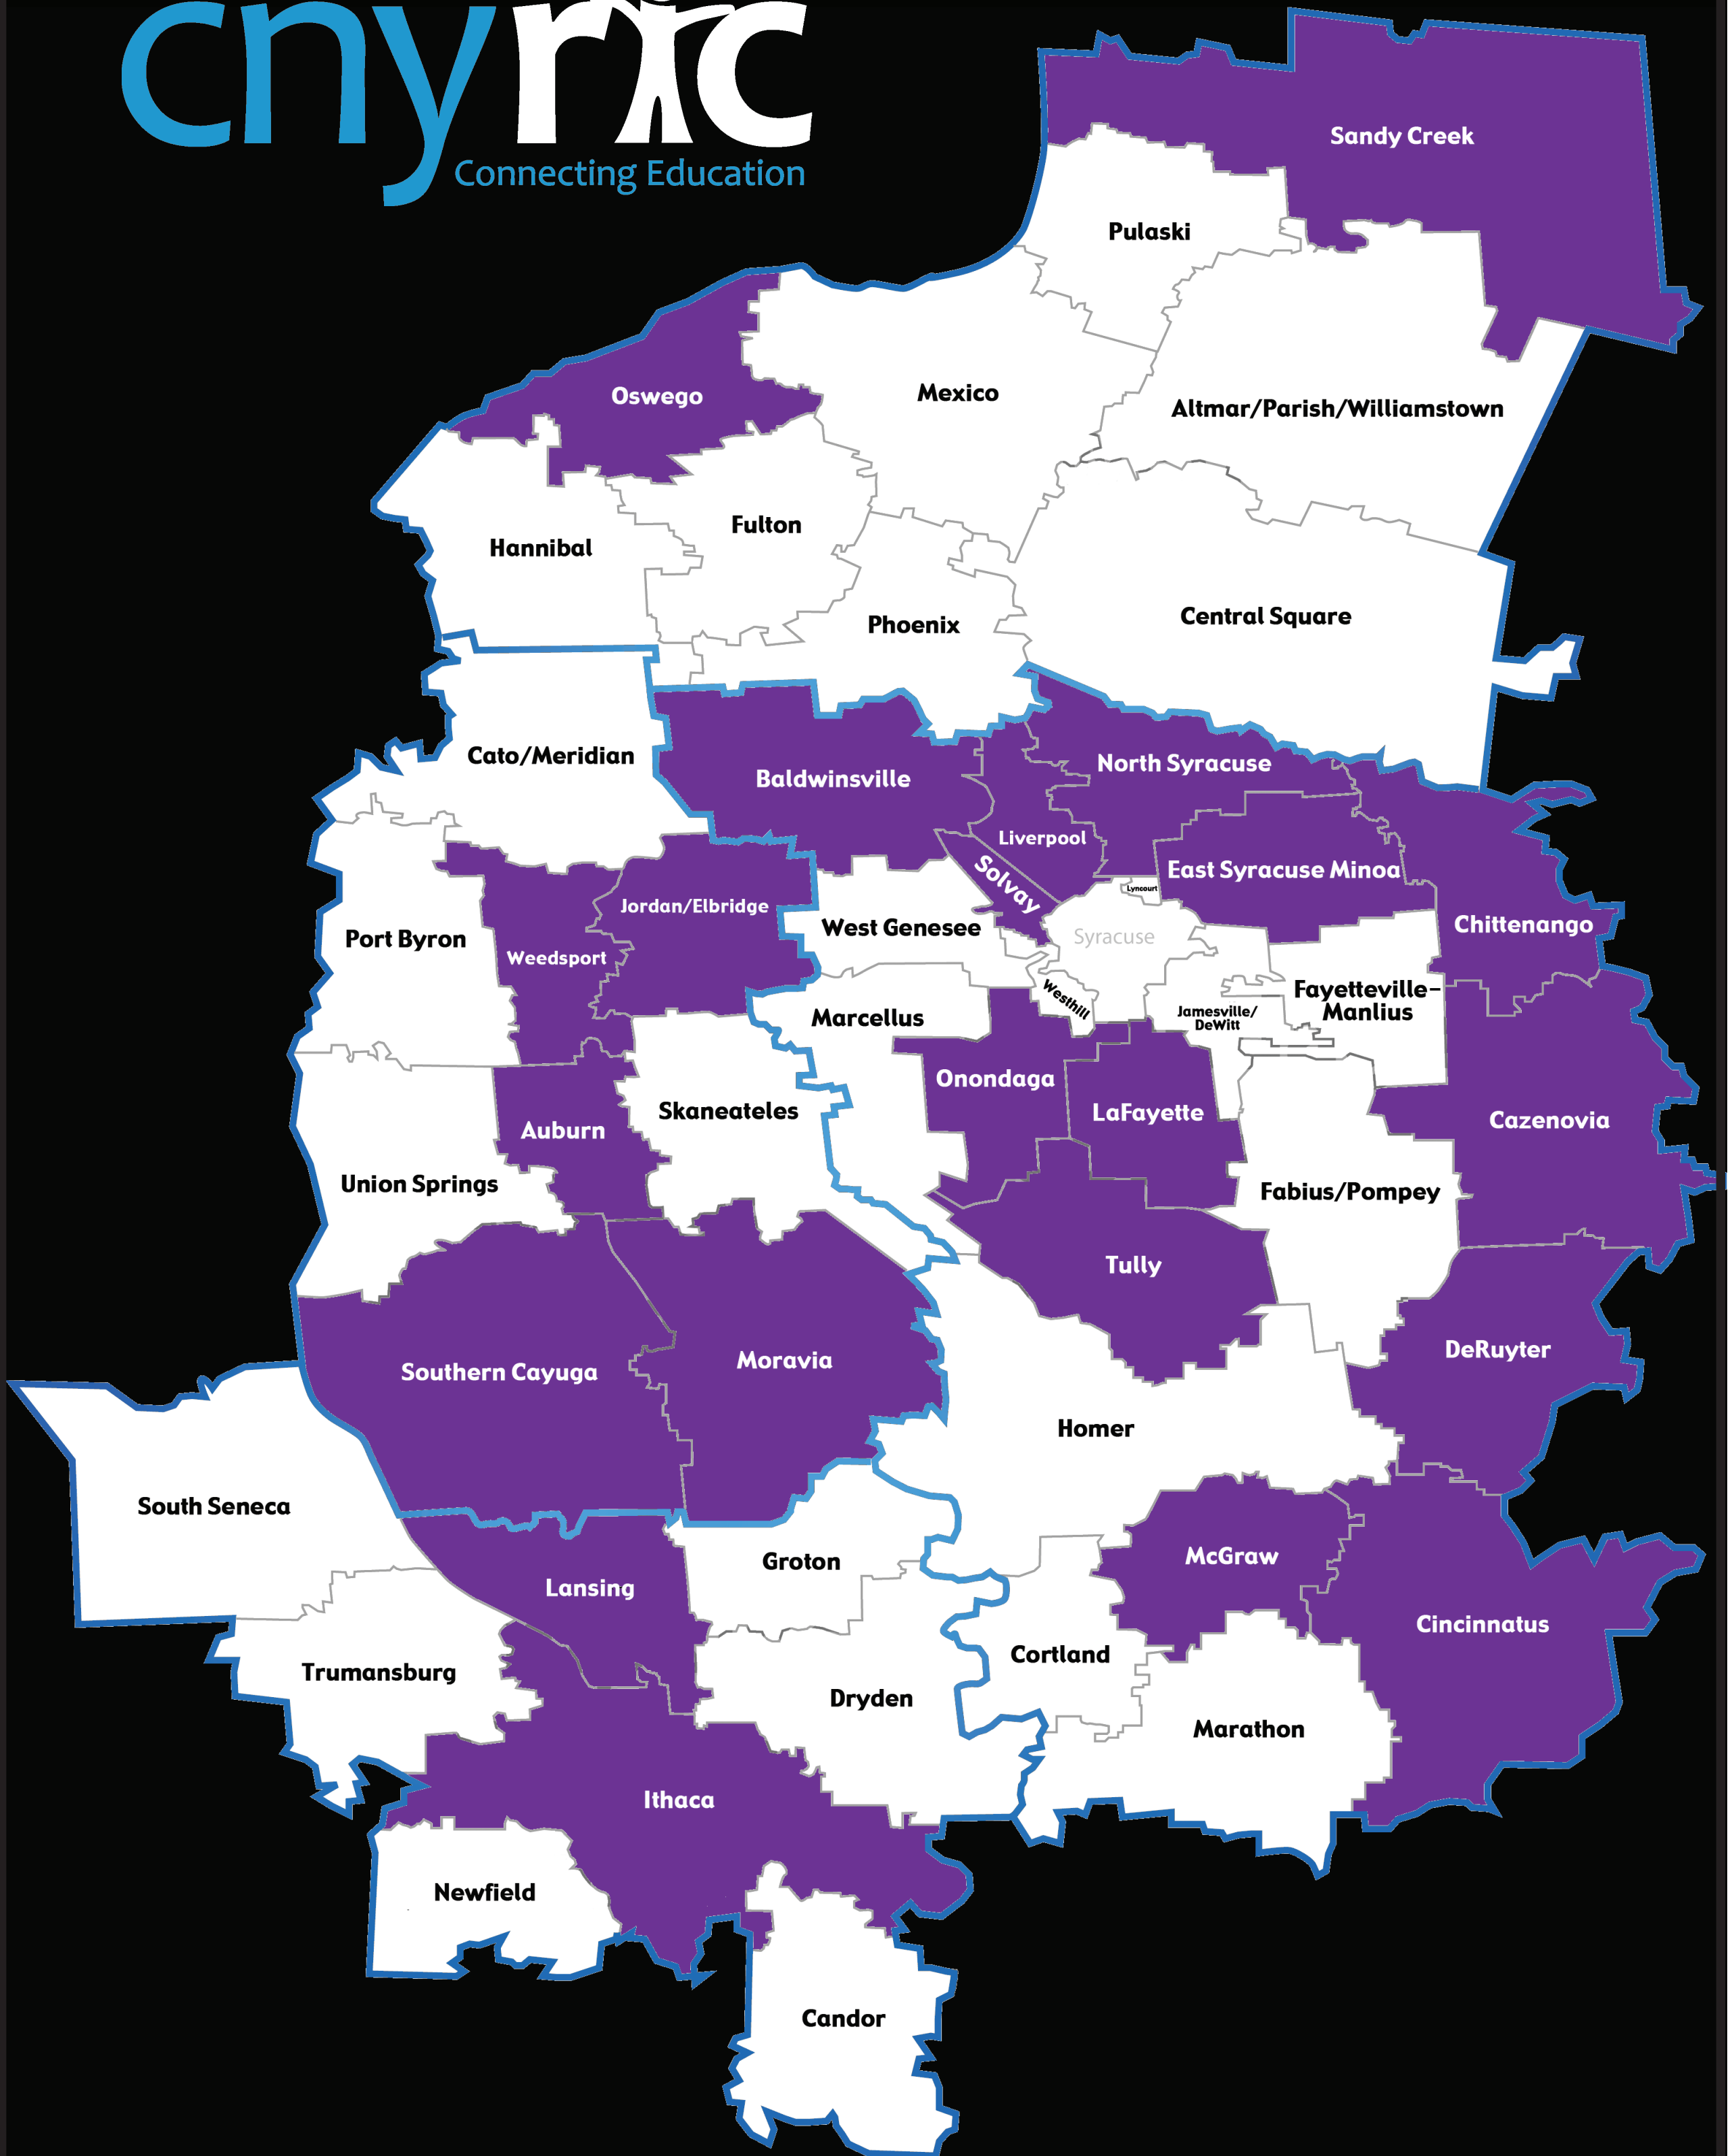 cnyric
Connecting Education
Sandy Creek
Pulaski
Oswego
Mexico
Altmar/Parish/Williamstown
Fulton
Hannibal
Phoenix
Central Square
Cato/Meridian
Baldwinsville
North Syracuse
Liverpool
Solvay
East Syracuse Minoa
Lyncourt
Jordan/Elbridge
West Genesee
Syracuse
Chittenango
Port Byron
Weedsport
Westhill
Fayetteville-
Manlius
Marcellus
Jamesville/
DeWitt
Onondaga
LaFayette
Skaneateles
Auburn
Cazenovia
Union Springs
Fabius/Pompey
Tully
DeRuyter
Southern Cayuga
Moravia
Homer
South Seneca
Groton
McGraw
Lansing
Cincinnatus
Trumansburg
Cortland
Dryden
Marathon
Ithaca
Newfield
Candor